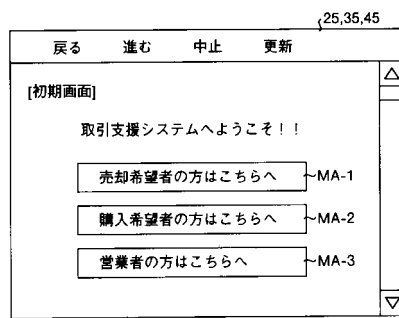 25,35,45
戻る 進む 中止 更新
[初期画面]
取引支援システムへようこそ！！
売却希望者の方はこちらへ MA-1
購入希望者の方はこちらへ MA-2
営業者の方はこちらへ MA-3